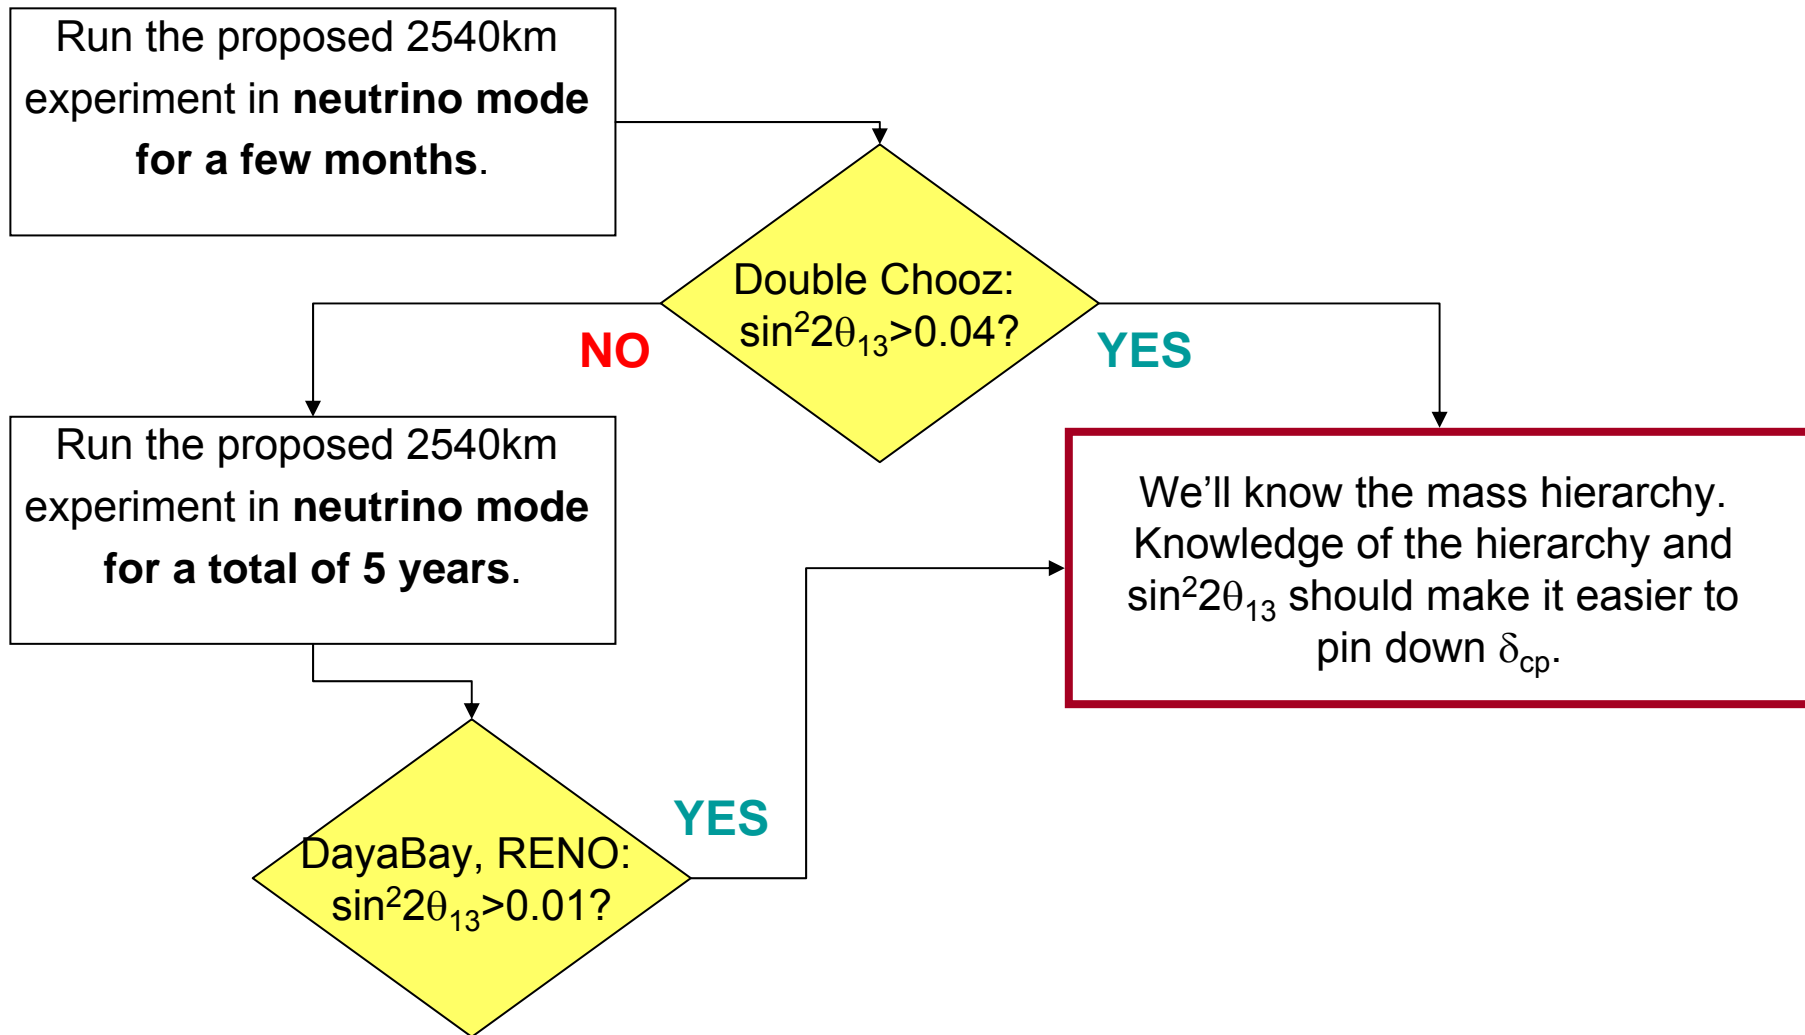 Run the proposed 2540km
experiment in neutrino mode
for a few months.
Double Chooz:
sin²2θ₁₃>0.04?
NO
YES
Run the proposed 2540km
experiment in neutrino mode
for a total of 5 years.
We'll know the mass hierarchy.
Knowledge of the hierarchy and
sin²2θ₁₃ should make it easier to
pin down δcp.
YES
DayaBay, RENO:
sin²2θ₁₃>0.01?